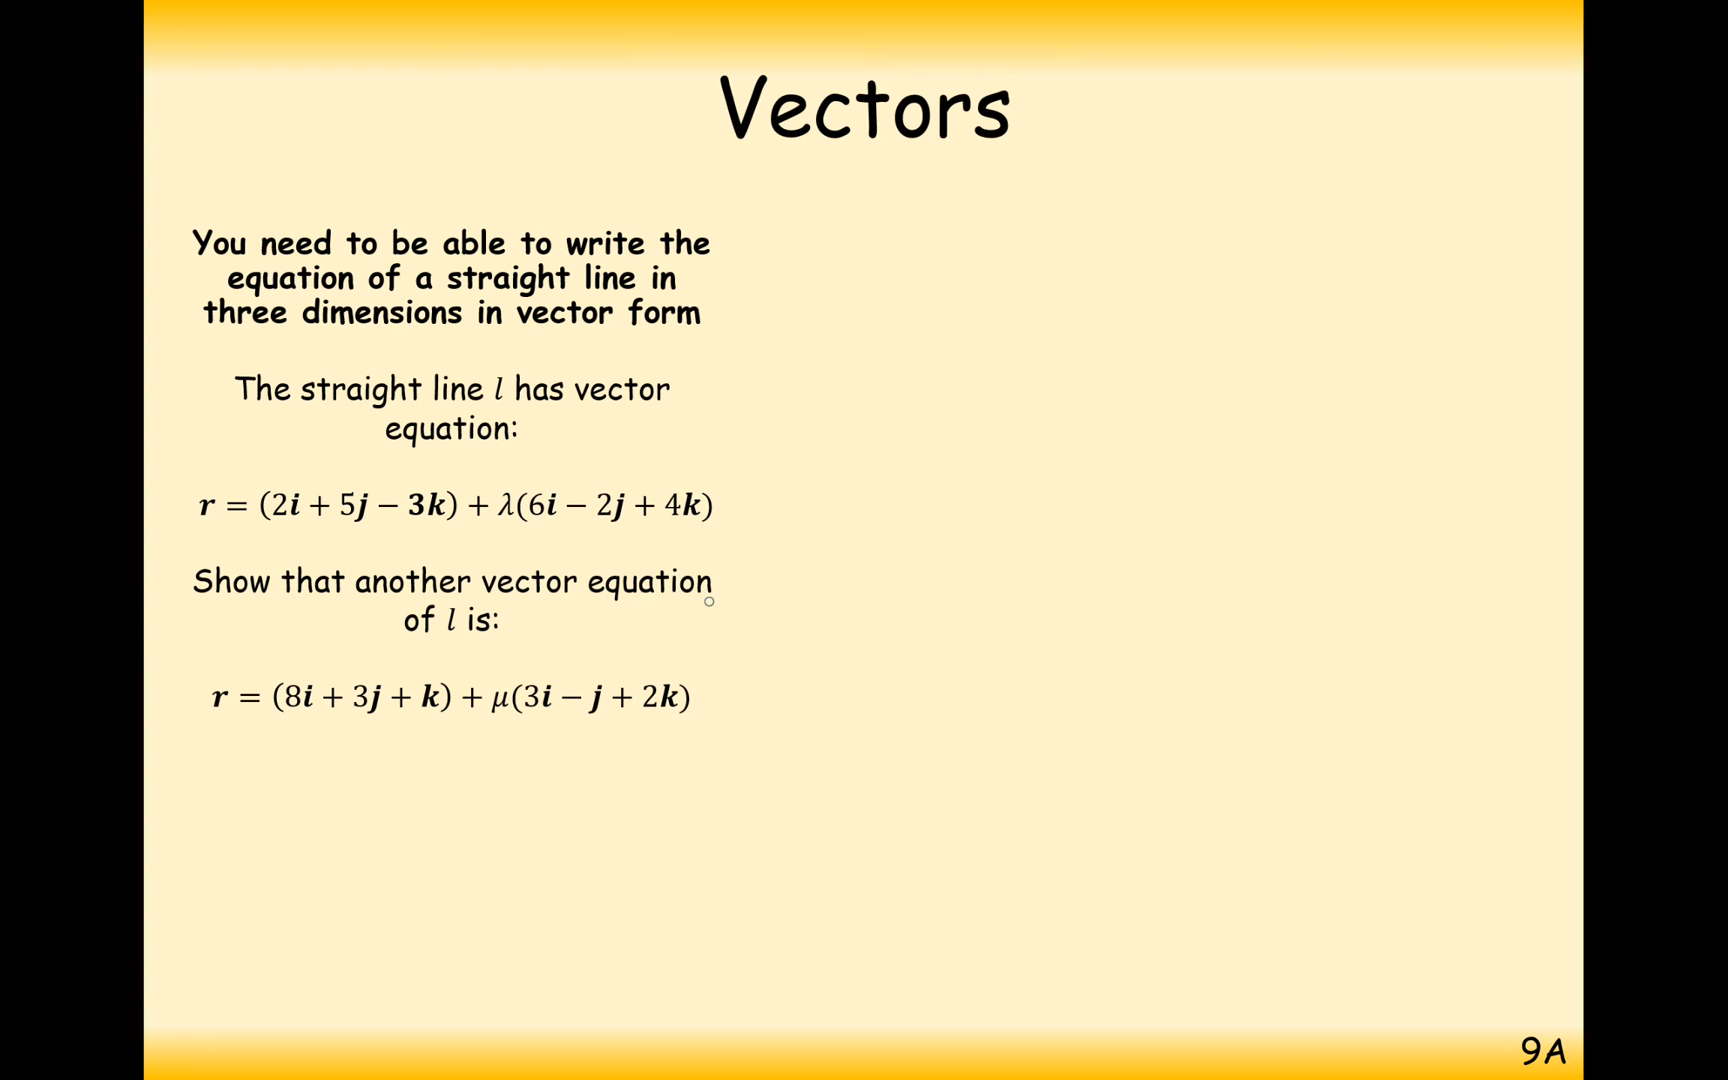 Vectors
You need to be able to write the
equation of a straight line in
three dimensions in vector form
The straight line l has vector
equation:
r = (2i + 5j − 3k) + λ(6i − 2j + 4k)
Show that another vector equation
of l is:
r = (8i + 3j + k) + μ(3i − j + 2k)
9A